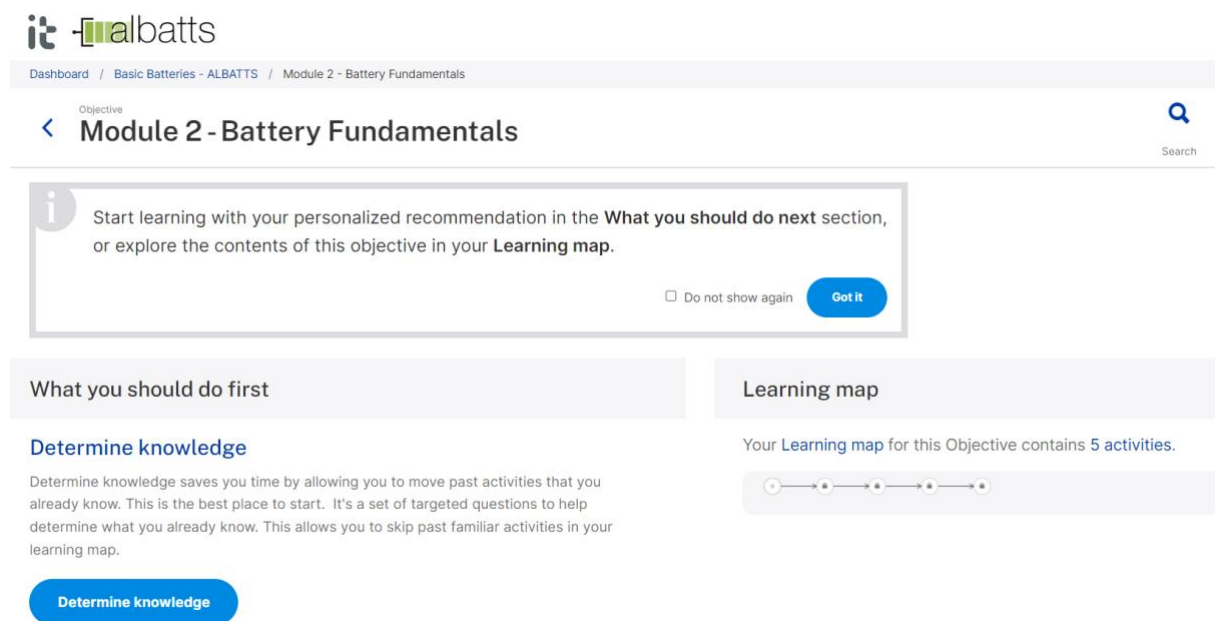 it albatts
Dashboard / Basic Batteries - ALBATTS / Module 2 - Battery Fundamentals
Objective
Module 2 - Battery Fundamentals
Search
i
Start learning with your personalized recommendation in the What you should do next section,
or explore the contents of this objective in your Learning map.
Do not show again
Got it
What you should do first
Determine knowledge
Determine knowledge saves you time by allowing you to move past activities that you
already know. This is the best place to start. It's a set of targeted questions to help
determine what you already know. This allows you to skip past familiar activities in your
learning map.
Determine knowledge
Learning map
Your Learning map for this Objective contains 5 activities.